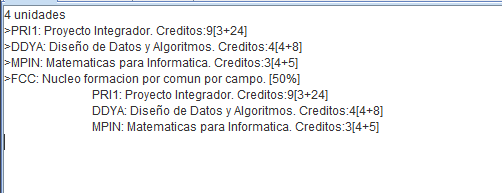 4 unidades
>PRI1: Proyecto Integrador. Creditos:9[3+24]
>DDYA: Diseño de Datos y Algoritmos. Creditos:4[4+8]
>MPIN: Matematicas para Informatica. Creditos:3[4+5]
>FCC: Nucleo formacion por comun por campo. [50%]
PRI1: Proyecto Integrador. Creditos:9[3+24]
DDYA: Diseño de Datos y Algoritmos. Creditos:4[4+8]
MPIN: Matematicas para Informatica. Creditos:3[4+5]